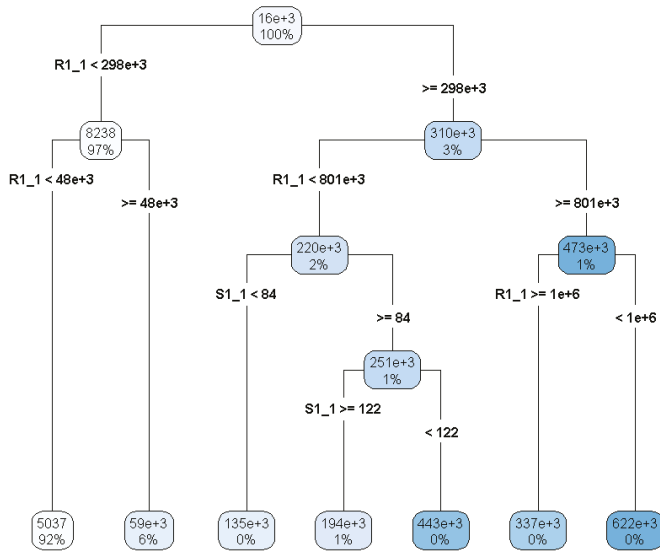 16e+3
100%
R1_1 < 298e+3
>= 298e+3
8238
97%
310e+3
3%
R1_1 < 48e+3
>= 48e+3
R1_1 < 801e+3
>= 801e+3
220e+3
2%
473e+3
1%
S1_1 < 84
>= 84
R1_1 >= 1e+6
< 1e+6
251e+3
1%
S1_1 >= 122
< 122
5037
92%
59e+3
6%
135e+3
0%
194e+3
1%
443e+3
0%
337e+3
0%
622e+3
0%